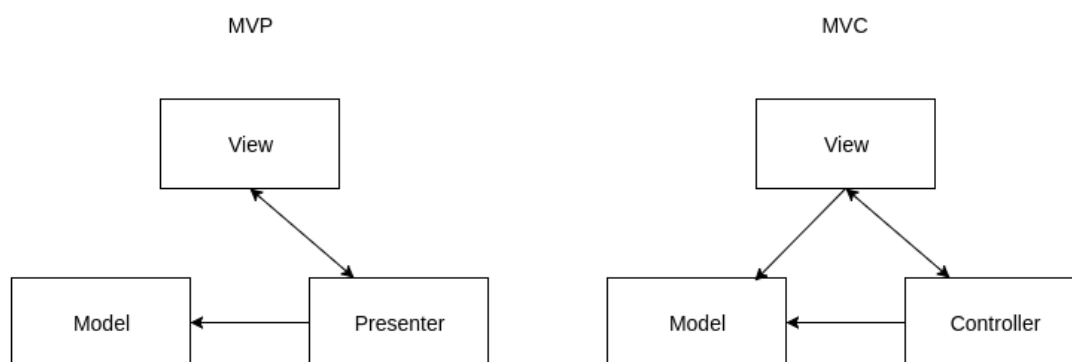 MVP
MVC
View
View
Model
Presenter
Model
Controller